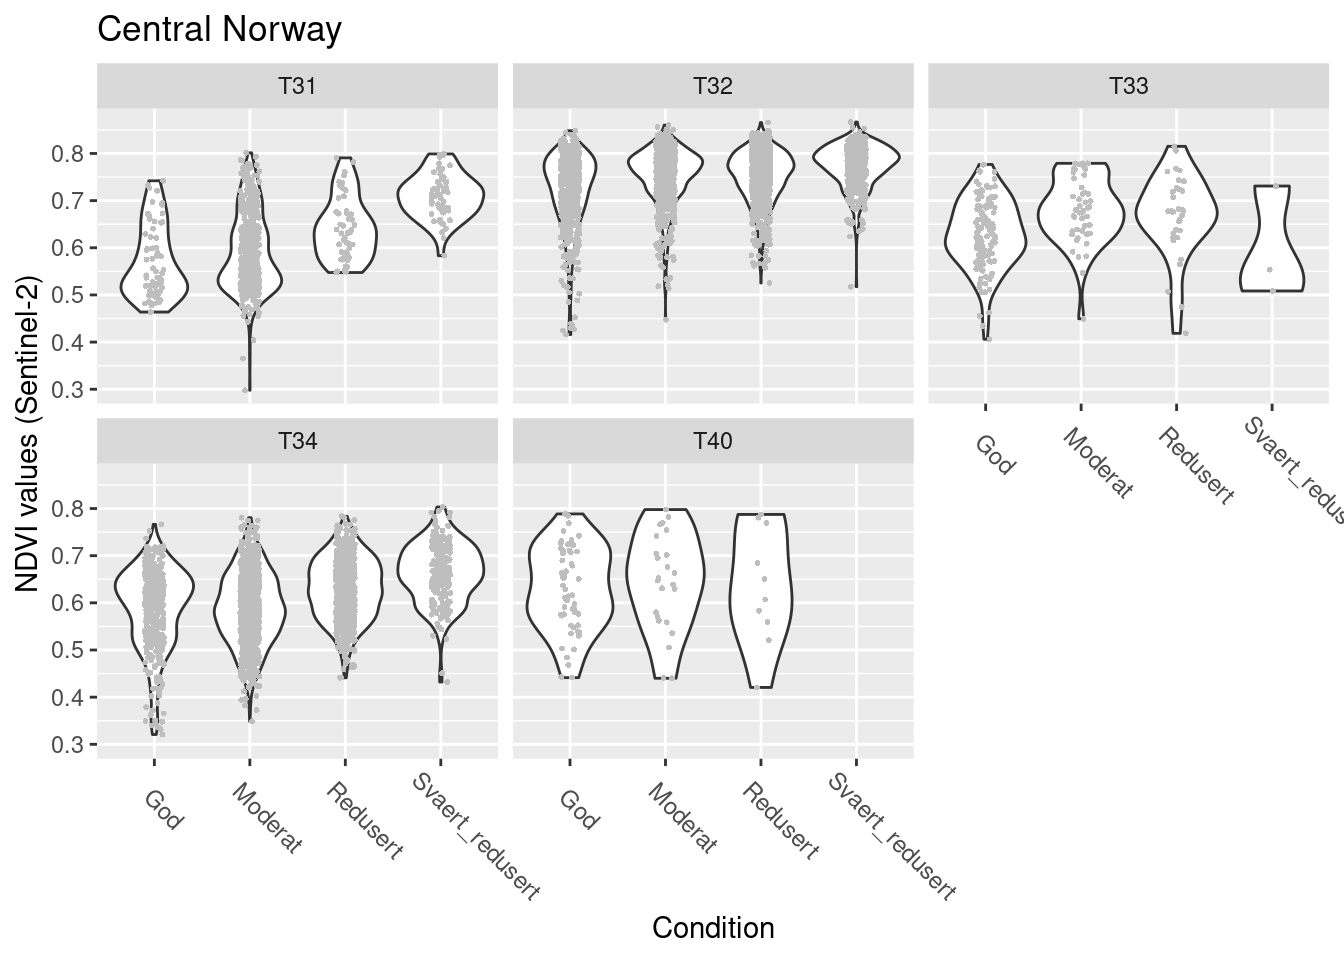 Central Norway
T31 T32 T33
0.8
0.7
0.6
0.5
0.4
0.3
God Moderat Redusert Svaert_redus
T34 T40
0.8
0.7
0.6
0.5
0.4
0.3
God Moderat Redusert Svaert_redusert God Moderat Redusert Svaert_redusert
NDVI values (Sentinel-2)
Condition